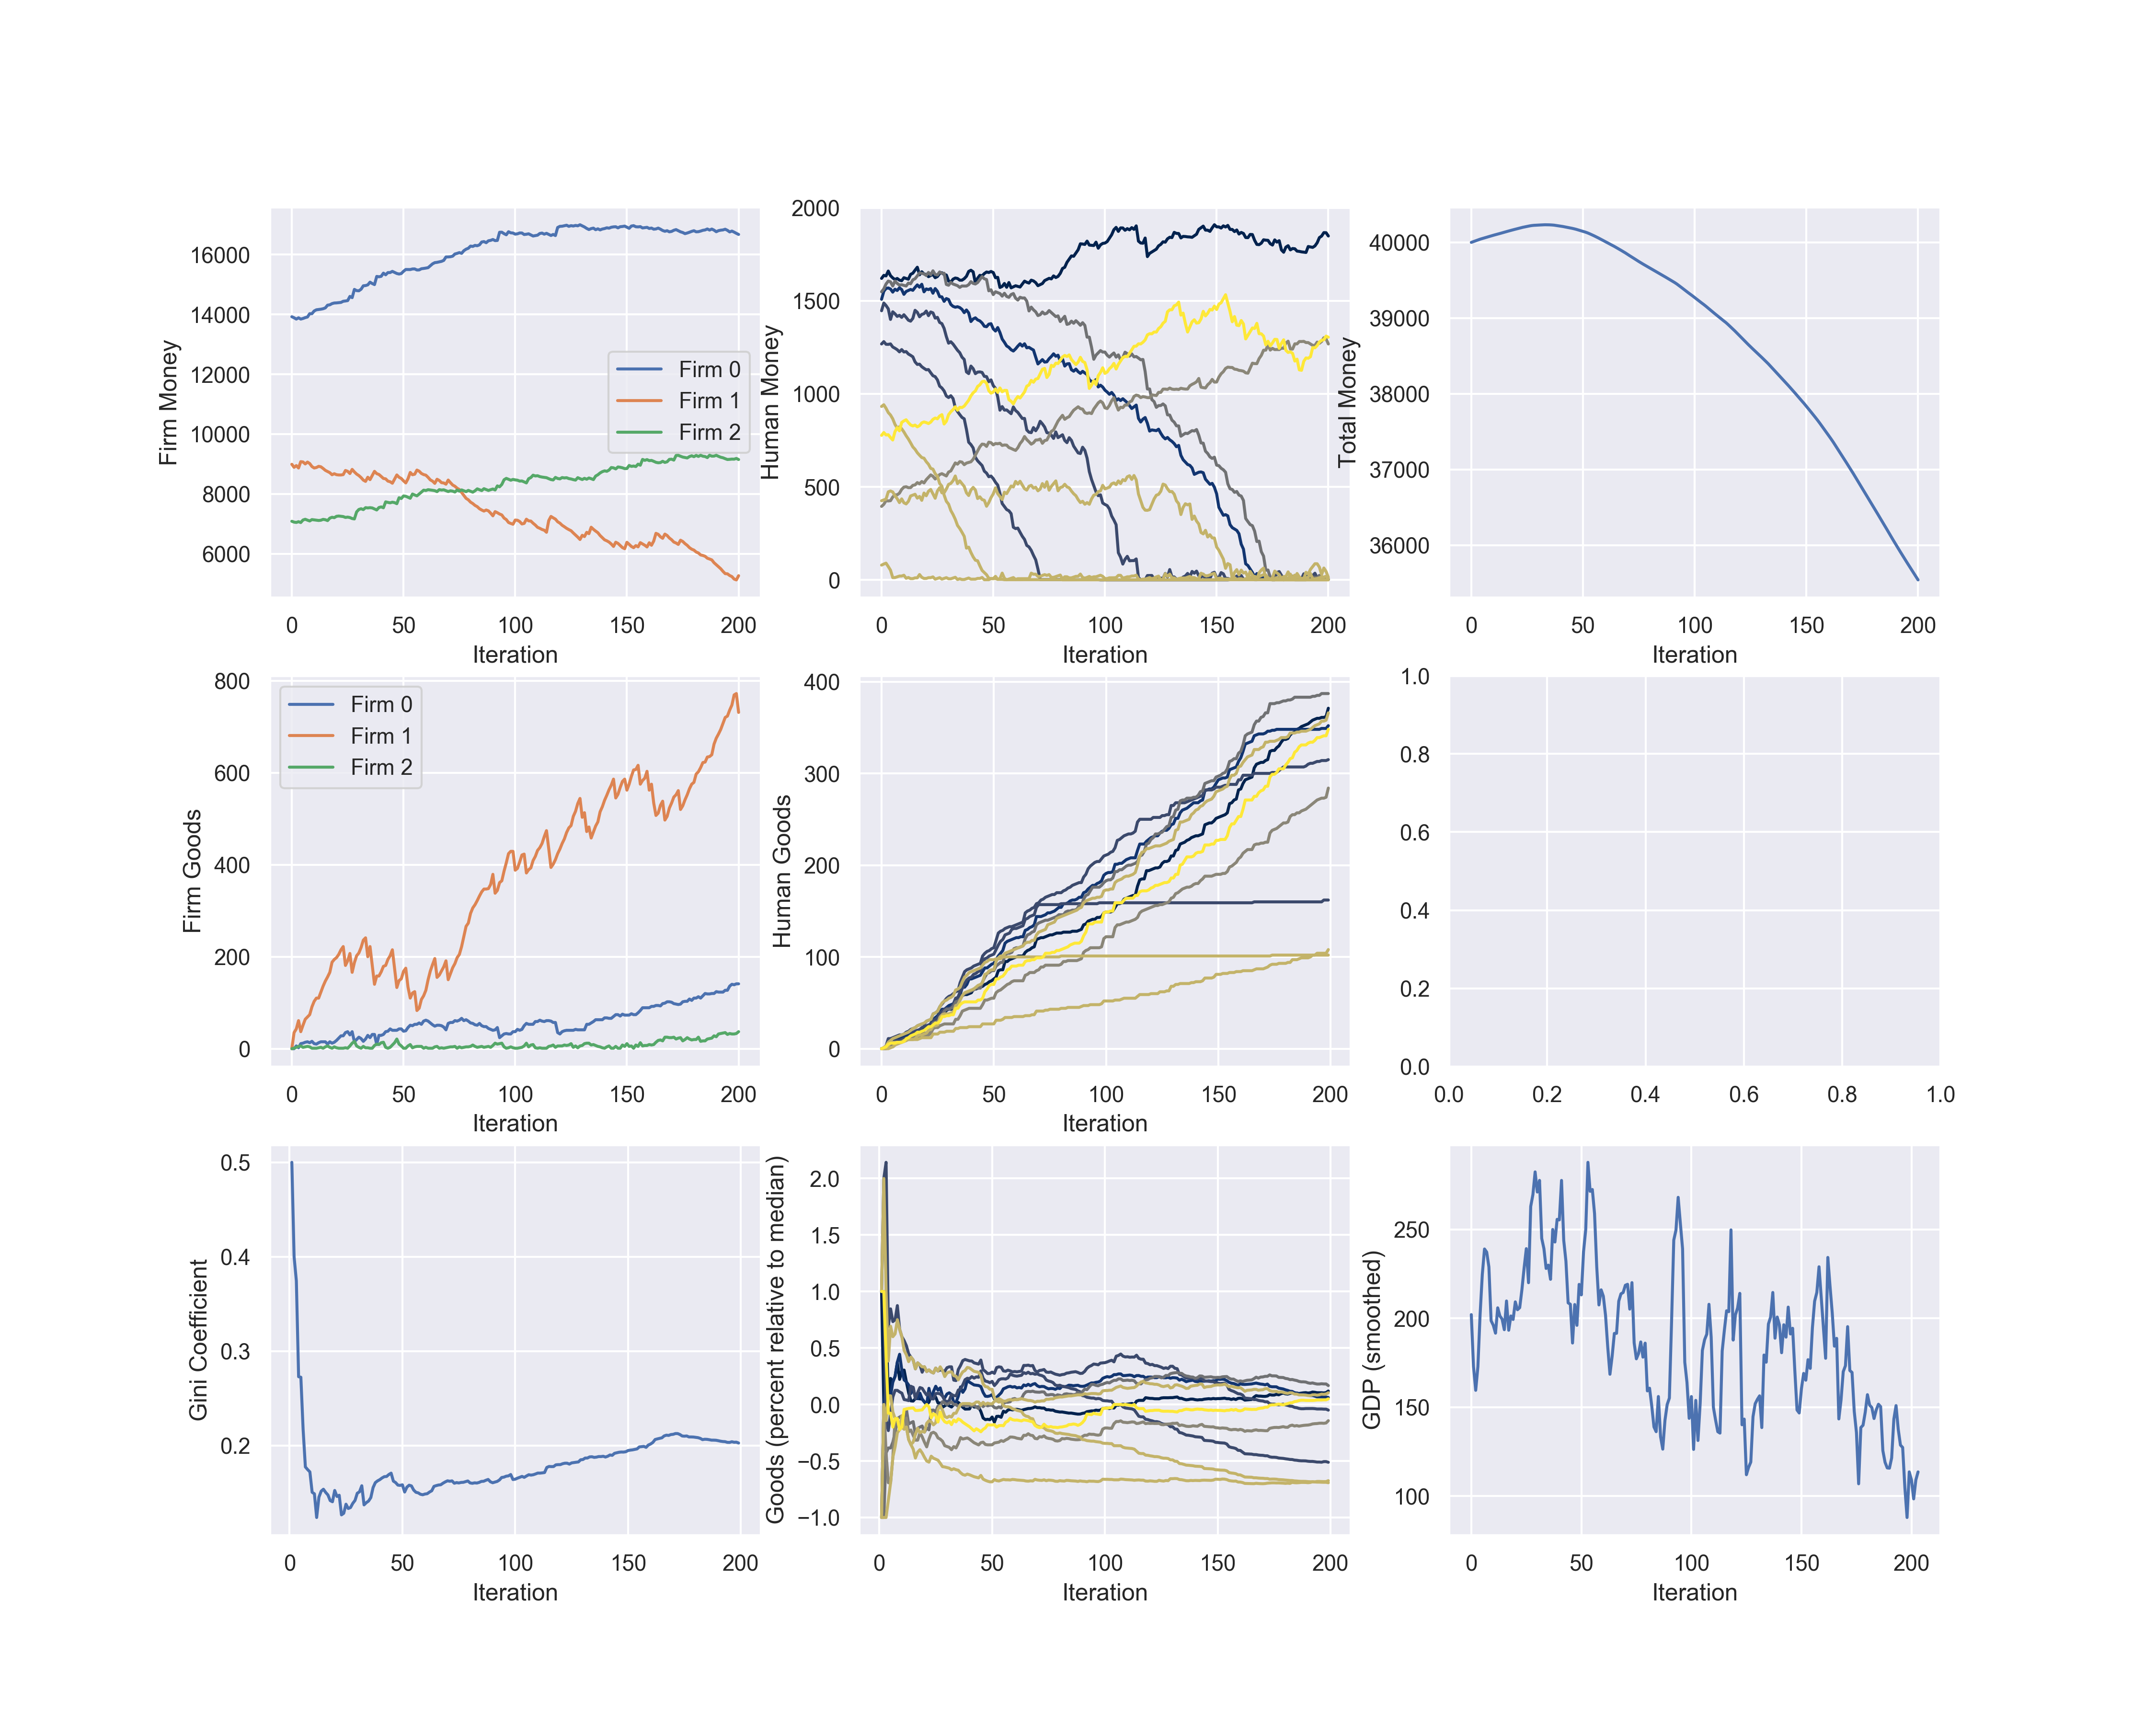 Firm Money
16000
14000
12000
10000
8000
6000
Firm 0
Firm 1
Firm 2
0 50 100 150 200
Iteration
Human Money
2000
1500
1000
500
0
0 50 100 150 200
Iteration
Total Money
40000
39000
38000
37000
36000
0 50 100 150 200
Iteration
Firm Goods
800
600
400
200
0
Firm 0
Firm 1
Firm 2
0 50 100 150 200
Iteration
Human Goods
400
300
200
100
0
0 50 100 150 200
Iteration
1.0
0.8
0.6
0.4
0.2
0.0
0.0 0.2 0.4 0.6 0.8 1.0
Gini Coefficient
0.5
0.4
0.3
0.2
0 50 100 150 200
Iteration
Goods (percent relative to median)
2.0
1.5
1.0
0.5
0.0
−0.5
−1.0
0 50 100 150 200
Iteration
GDP (smoothed)
250
200
150
100
0 50 100 150 200
Iteration